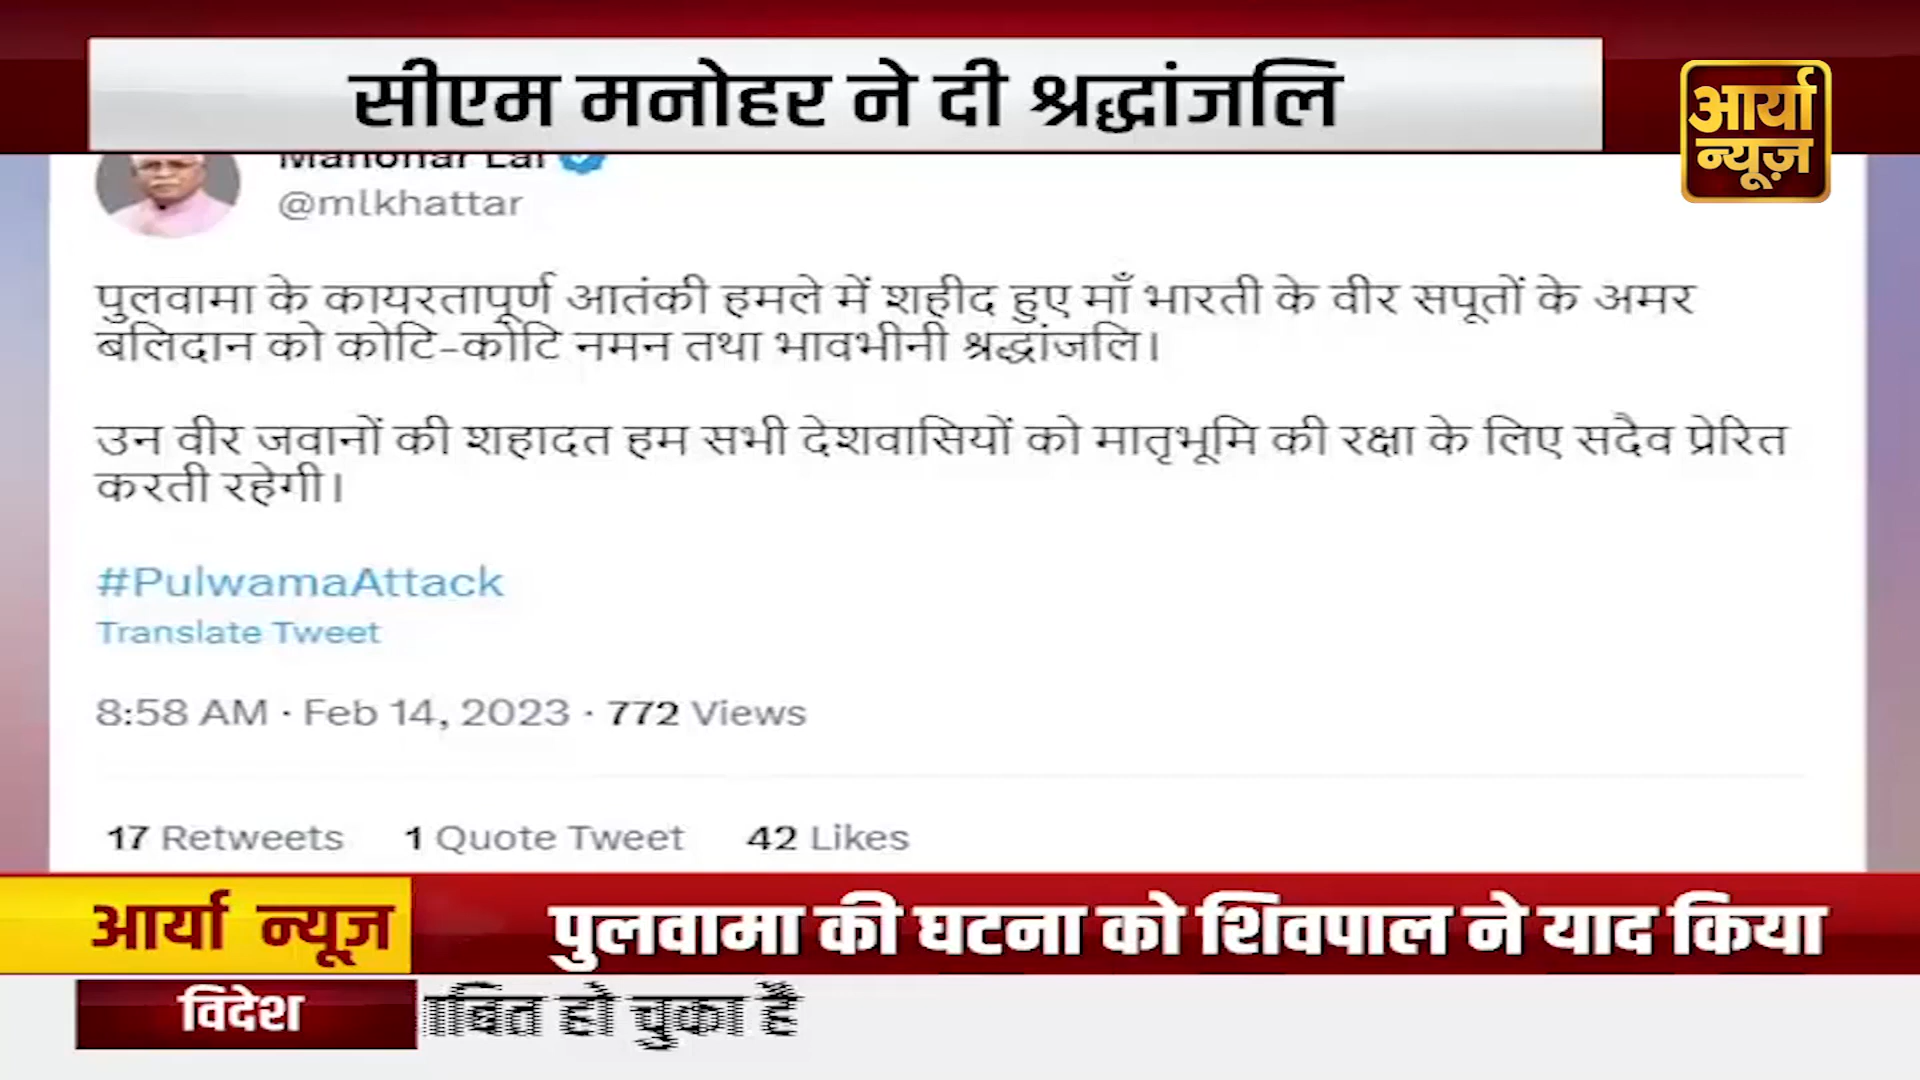 सीएम मनोहर ने दी श्रद्धांजलि
आर्या
न्यूज़
Manohar Lal
@mlkhattar
पुलवामा के कायरतापूर्ण आतंकी हमले में शहीद हुए माँ भारती के वीर सपूतों के अमर
बलिदान को कोटि-कोटि नमन तथा भावभीनी श्रद्धांजलि।
उन वीर जवानों की शहादत हम सभी देशवासियों को मातृभूमि की रक्षा के लिए सदैव प्रेरित
करती रहेगी।
#PulwamaAttack
Translate Tweet
8:58 AM · Feb 14, 2023 · 772 Views
17 Retweets 1 Quote Tweet 42 Likes
आर्या न्यूज़ पुलवामा की घटना को शिवपाल ने याद किया
विदेश हो चुका है